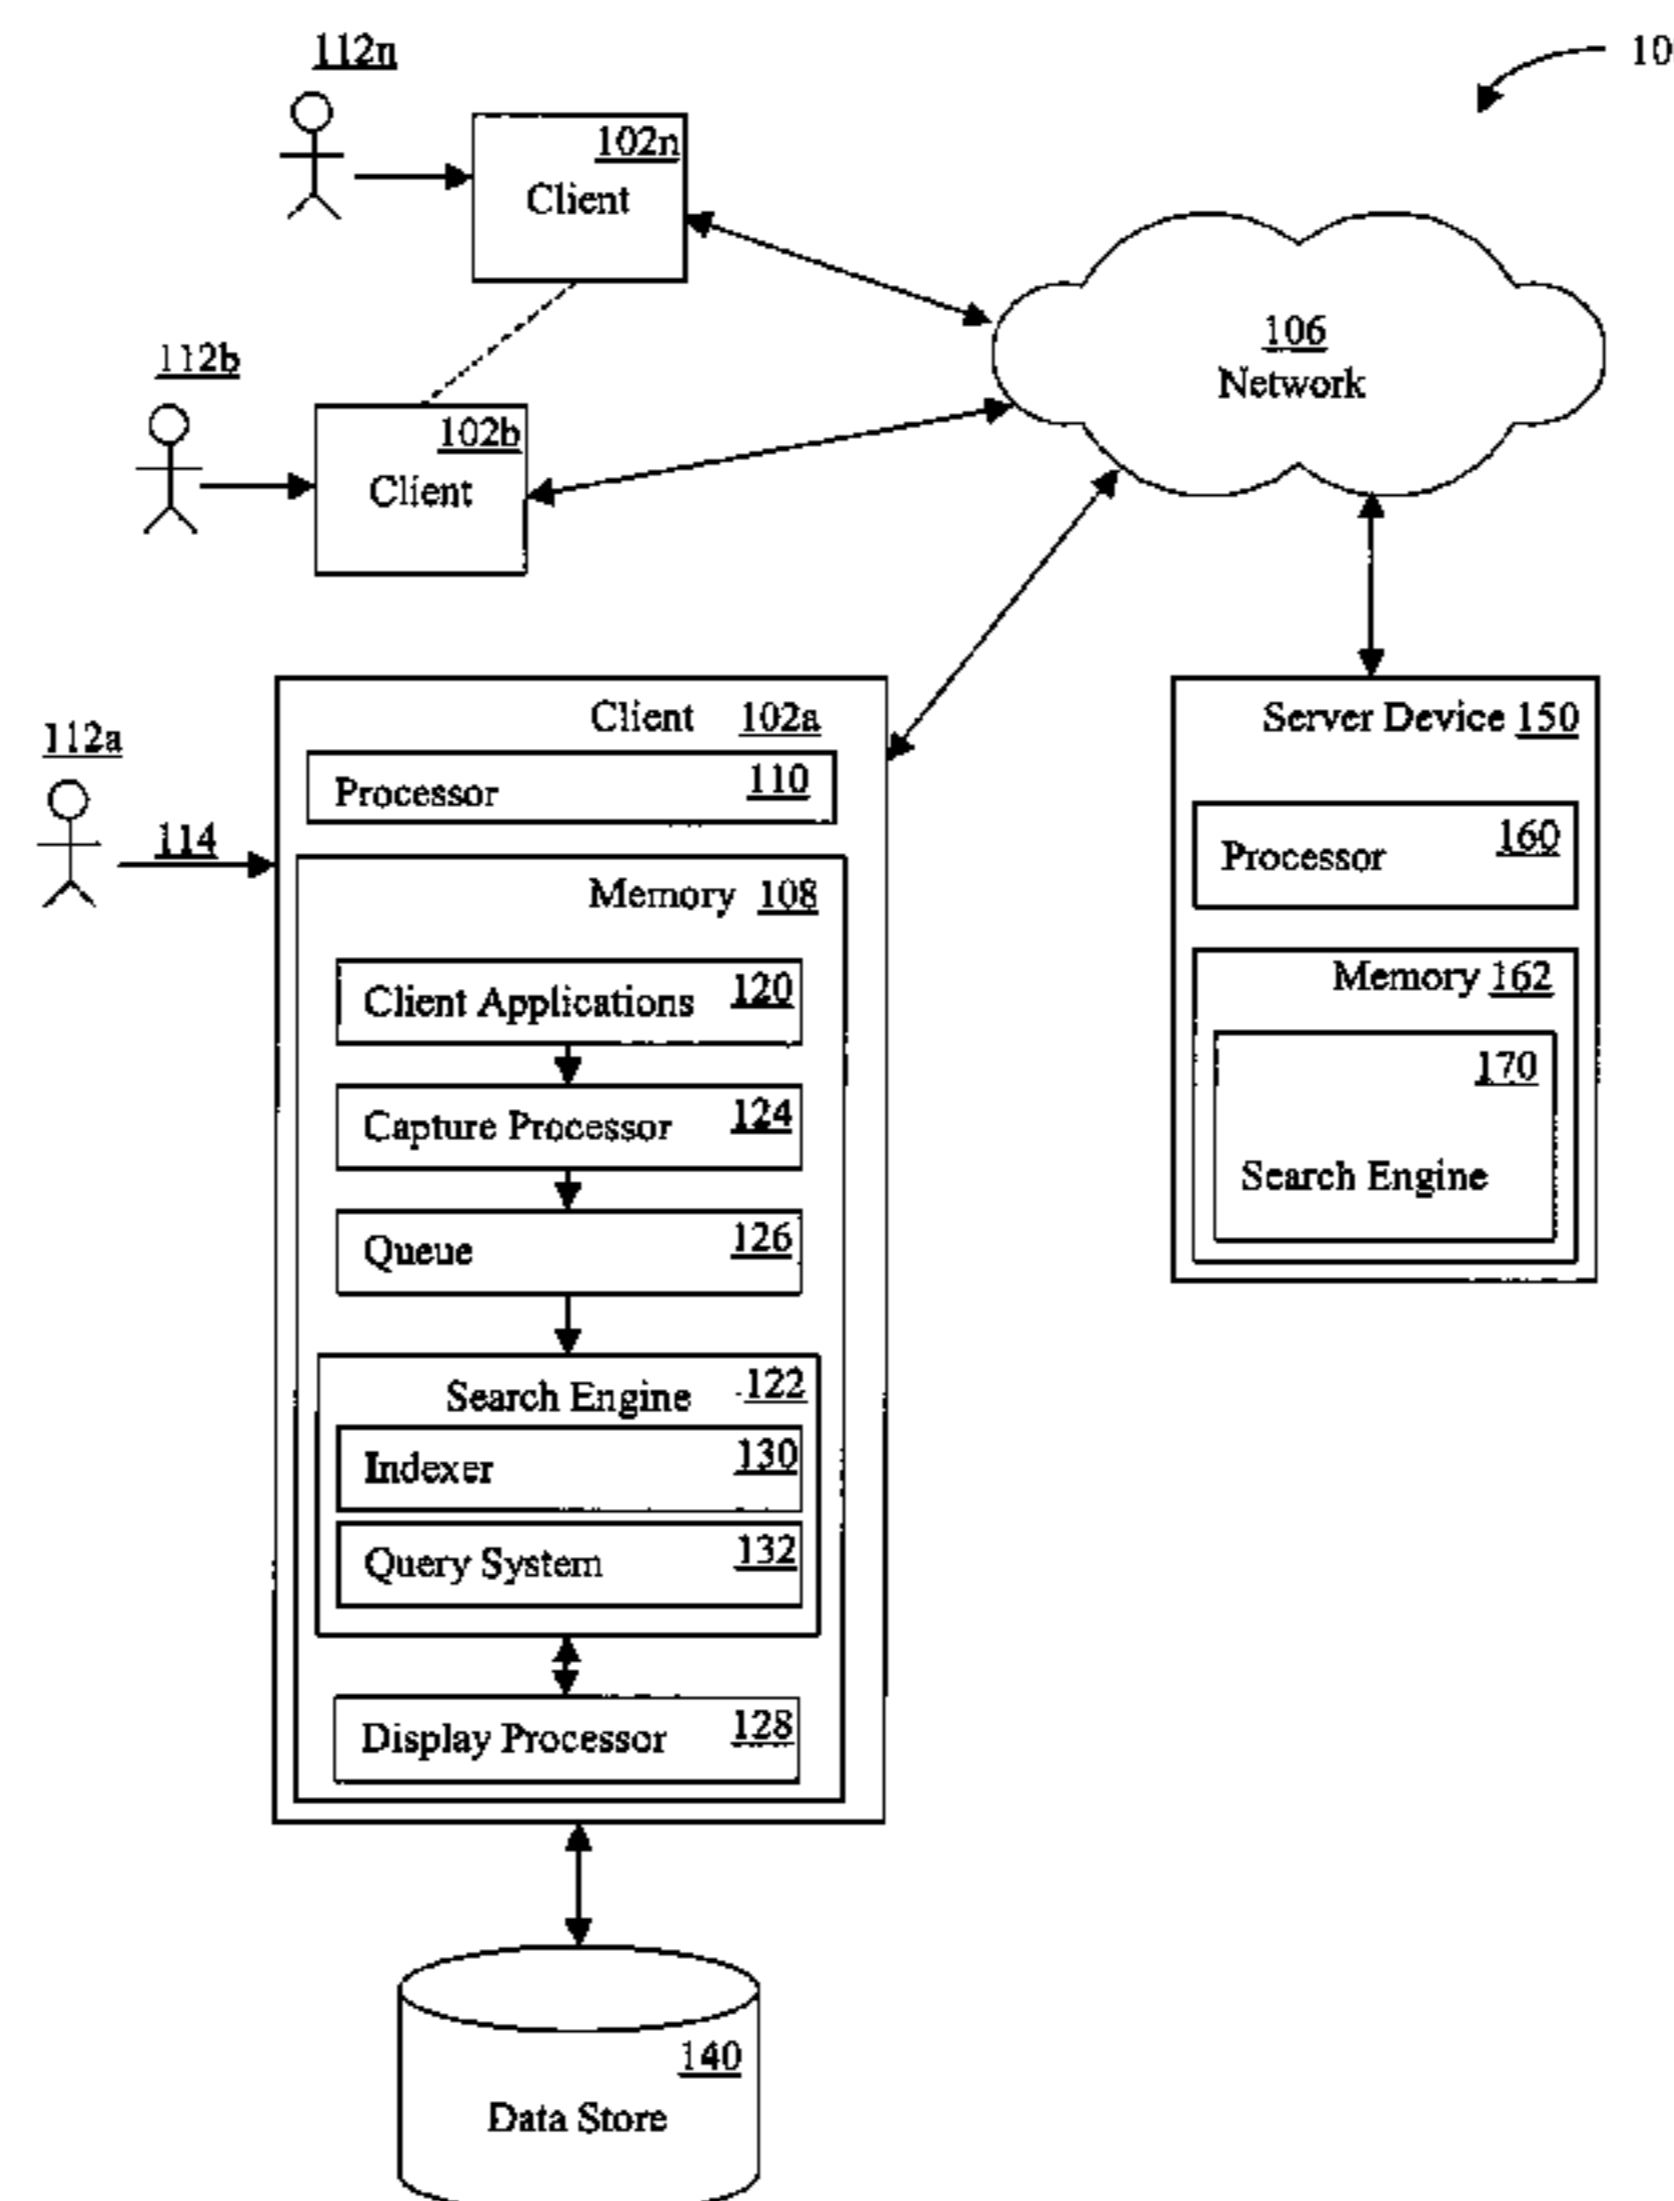 112n
10
102n
Client
106
Network
112b
102b
Client
Client 102a
Server Device 150
112a
Processor 110
114
Processor 160
Memory 108
Memory 162
Client Applications 120
170
Search Engine
Capture Processor 124
Queue 126
Search Engine 122
Indexer 130
Query System 132
Display Processor 128
140
Data Store